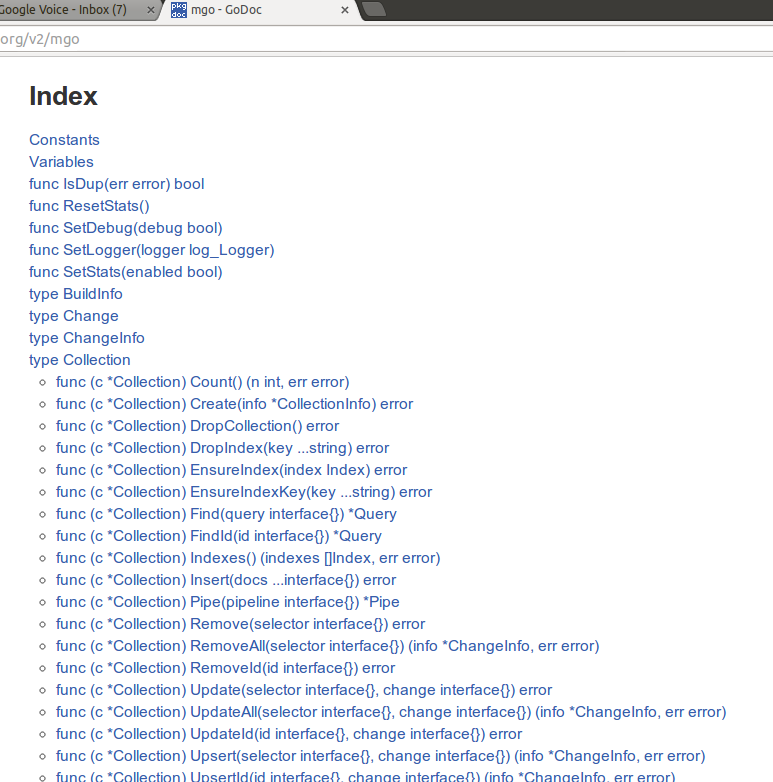 Google Voice - Inbox (7)
mgo - GoDoc
org/v2/mgo
Index
Constants
Variables
func IsDup(err error) bool
func ResetStats()
func SetDebug(debug bool)
func SetLogger(logger log_Logger)
func SetStats(enabled bool)
type BuildInfo
type Change
type ChangeInfo
type Collection
func (c *Collection) Count() (n int, err error)
func (c *Collection) Create(info *CollectionInfo) error
func (c *Collection) DropCollection() error
func (c *Collection) DropIndex(key ...string) error
func (c *Collection) EnsureIndex(index Index) error
func (c *Collection) EnsureIndexKey(key ...string) error
func (c *Collection) Find(query interface{}) *Query
func (c *Collection) FindId(id interface{}) *Query
func (c *Collection) Indexes() (indexes []Index, err error)
func (c *Collection) Insert(docs ...interface{}) error
func (c *Collection) Pipe(pipeline interface{}) *Pipe
func (c *Collection) Remove(selector interface{}) error
func (c *Collection) RemoveAll(selector interface{}) (info *ChangeInfo, err error)
func (c *Collection) RemoveId(id interface{}) error
func (c *Collection) Update(selector interface{}, change interface{}) error
func (c *Collection) UpdateAll(selector interface{}, change interface{}) (info *ChangeInfo, err error)
func (c *Collection) UpdateId(id interface{}, change interface{}) error
func (c *Collection) Upsert(selector interface{}, change interface{}) (info *ChangeInfo, err error)
func (c *Collection) UpsertId(id interface{}, change interface{}) (info *ChangeInfo, err error)